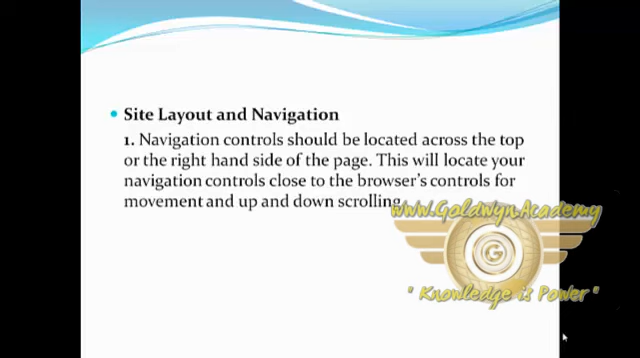 Site Layout and Navigation
1. Navigation controls should be located across the top
or the right hand side of the page. This will locate your
navigation controls close to the browser's controls for
movement and up and down scrolling.
www.GoldwynAcademy
G
" Knowledge is Power "